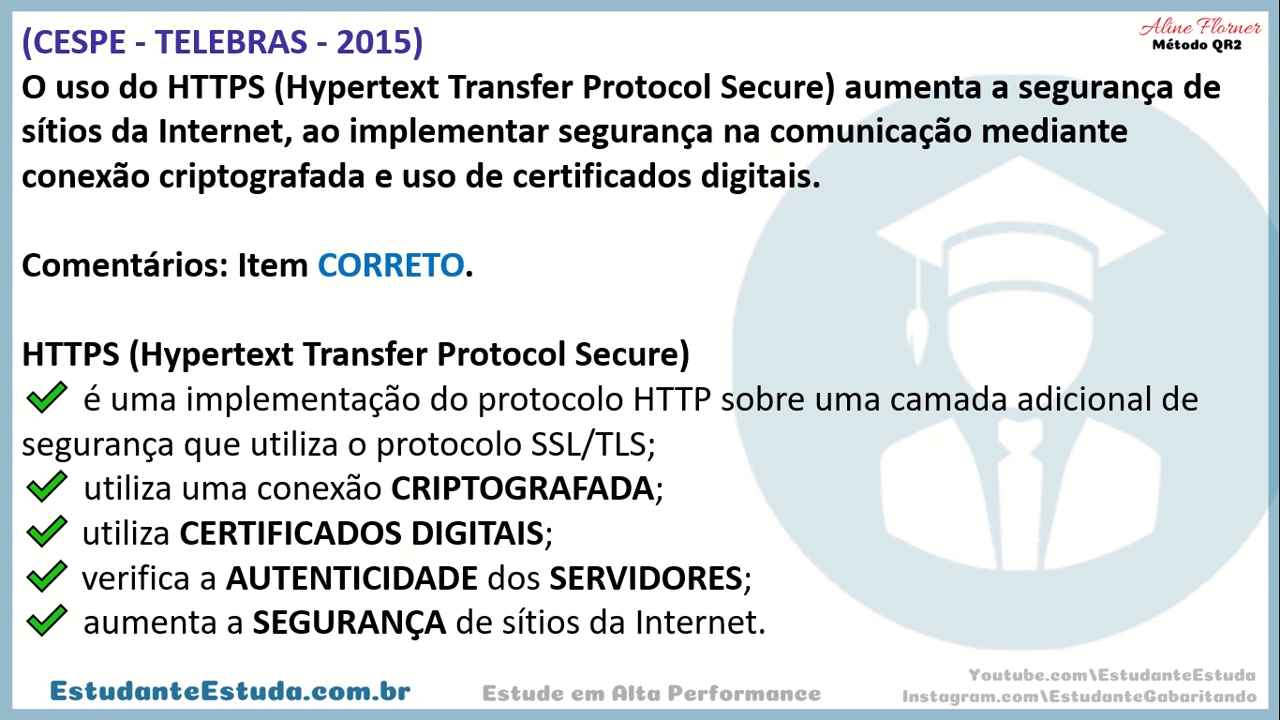 (CESPE - TELEBRAS - 2015)
Aline Florner
Método QR2
O uso do HTTPS (Hypertext Transfer Protocol Secure) aumenta a segurança de
sítios da Internet, ao implementar segurança na comunicação mediante
conexão criptografada e uso de certificados digitais.
Comentários: Item CORRETO.
HTTPS (Hypertext Transfer Protocol Secure)
é uma implementação do protocolo HTTP sobre uma camada adicional de
segurança que utiliza o protocolo SSL/TLS;
utiliza uma conexão CRIPTOGRAFADA;
utiliza CERTIFICADOS DIGITAIS;
verifica a AUTENTICIDADE dos SERVIDORES;
aumenta a SEGURANÇA de sítios da Internet.
EstudanteEstuda.com.br
Estude em Alta Performance
Youtube.com\EstudanteEstuda
Instagram.com\EstudanteGabaritando